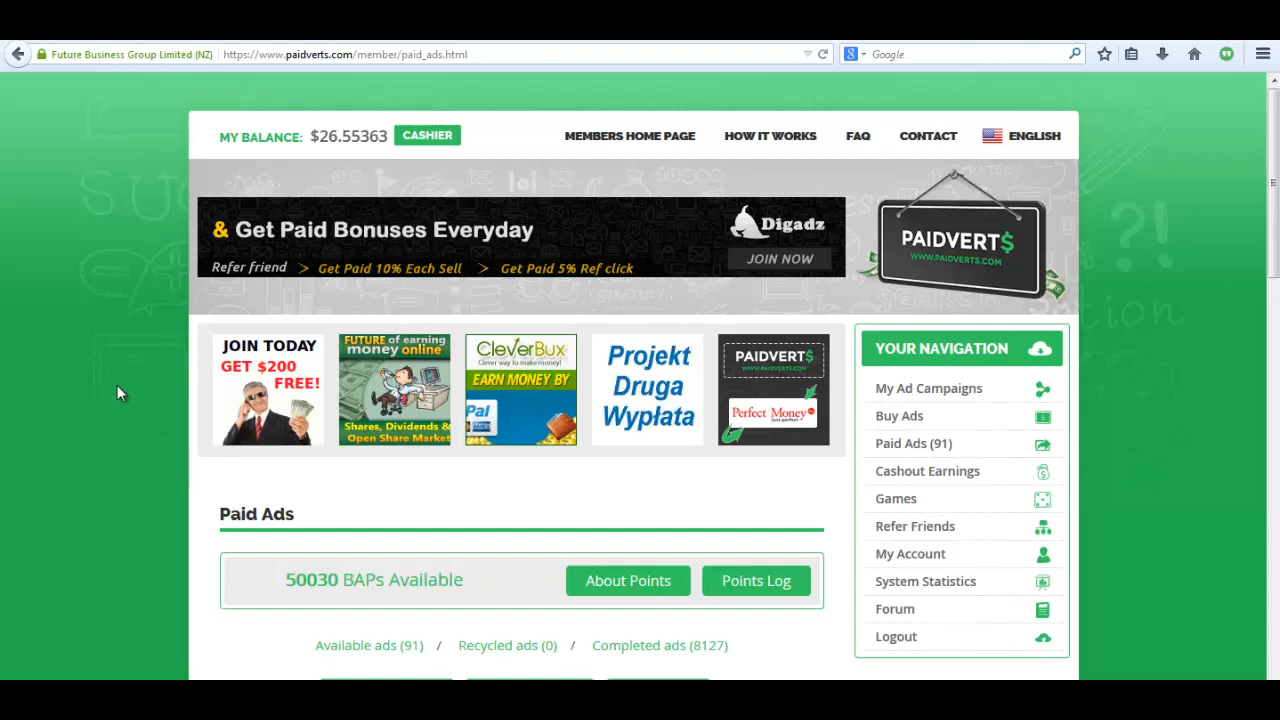 Future Business Group Limited (NZ)
https://www.paidverts.com/member/paid_ads.html
Google
MY BALANCE: $26.55363 CASHIER
MEMBERS HOME PAGE
HOW IT WORKS
FAQ
CONTACT
ENGLISH
& Get Paid Bonuses Everyday
Refer friend > Get Paid 10% Each Sell > Get Paid 5% Ref click
Digadz
JOIN NOW
PAIDVERT$
WWW.PAIDVERTS.COM
JOIN TODAY
GET $200
FREE!
FUTURE of earning
money online
Shares, Dividends &
Open Share Market
CleverBux
Clever way to make money!
EARN MONEY BY
Pal
Projekt
Druga
Wypłata
PAIDVERT$
WWW.PAIDVERTS.COM
Perfect Money
YOUR NAVIGATION
My Ad Campaigns
Buy Ads
Paid Ads (91)
Cashout Earnings
Games
Refer Friends
My Account
System Statistics
Forum
Logout
Paid Ads
50030 BAPs Available
About Points
Points Log
Available ads (91) / Recycled ads (0) / Completed ads (8127)